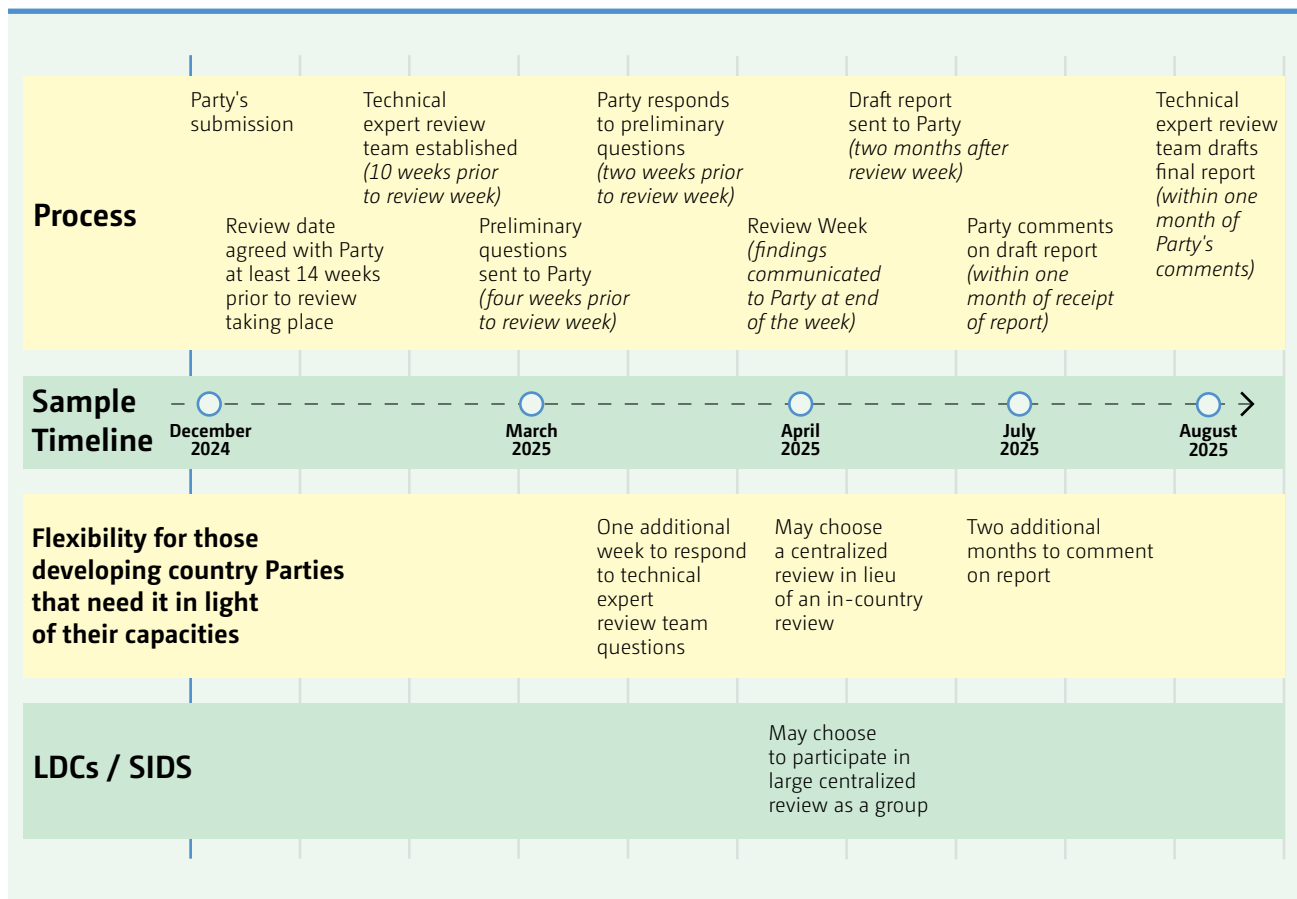 Process
Party's
submission
Review date
agreed with Party
at least 14 weeks
prior to review
taking place
Technical
expert review
team established
(10 weeks prior
to review week)
Preliminary
questions
sent to Party
(four weeks prior
to review week)
Party responds
to preliminary
questions
(two weeks prior
to review week)
Review Week
(findings
communicated
to Party at end
of the week)
Draft report
sent to Party
(two months after
review week)
Party comments
on draft report
(within one
month of receipt
of report)
Technical
expert review
team drafts
final report
(within one
month of
Party's
comments)
Sample
Timeline
December
2024
March
2025
April
2025
July
2025
August
2025
Flexibility for those
developing country Parties
that need it in light
of their capacities
One additional
week to respond
to technical
expert
review team
questions
May choose
a centralized
review in lieu
of an in-country
review
Two additional
months to comment
on report
LDCs / SIDS
May choose
to participate in
large centralized
review as a group